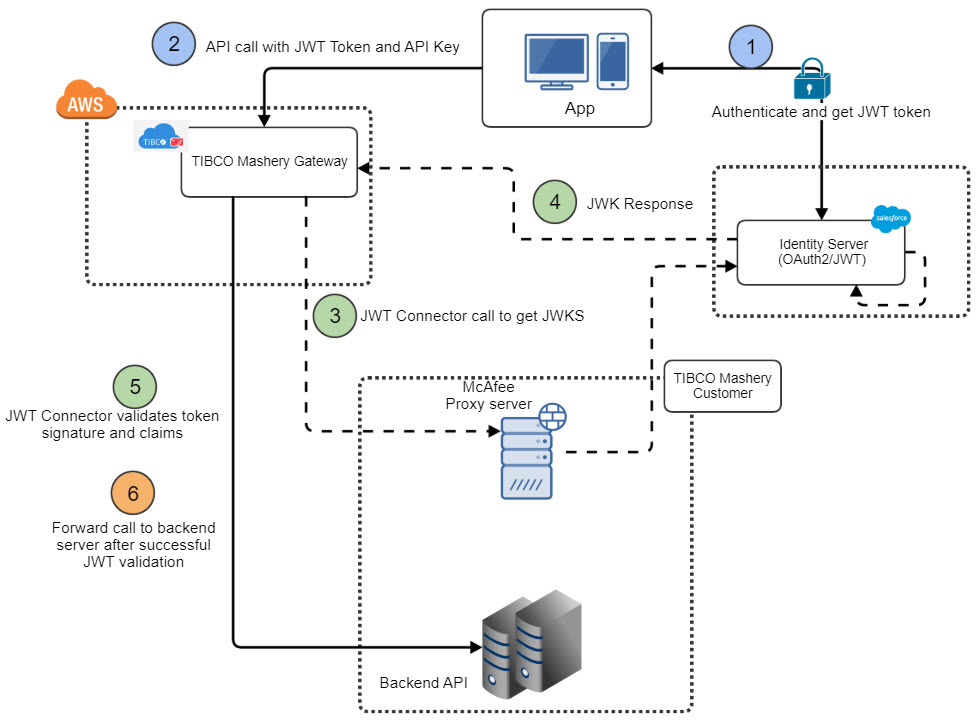 2
API call with JWT Token and API Key
1
App
Authenticate and get JWT token
AWS
TIBCO
TIBCO Mashery Gateway
4
JWK Response
salesforce
Identity Server
(OAuth2/JWT)
3
JWT Connector call to get JWKS
5
JWT Connector validates token
signature and claims
McAfee
Proxy server
TIBCO Mashery
Customer
6
Forward call to backend
server after successful
JWT validation
Backend API